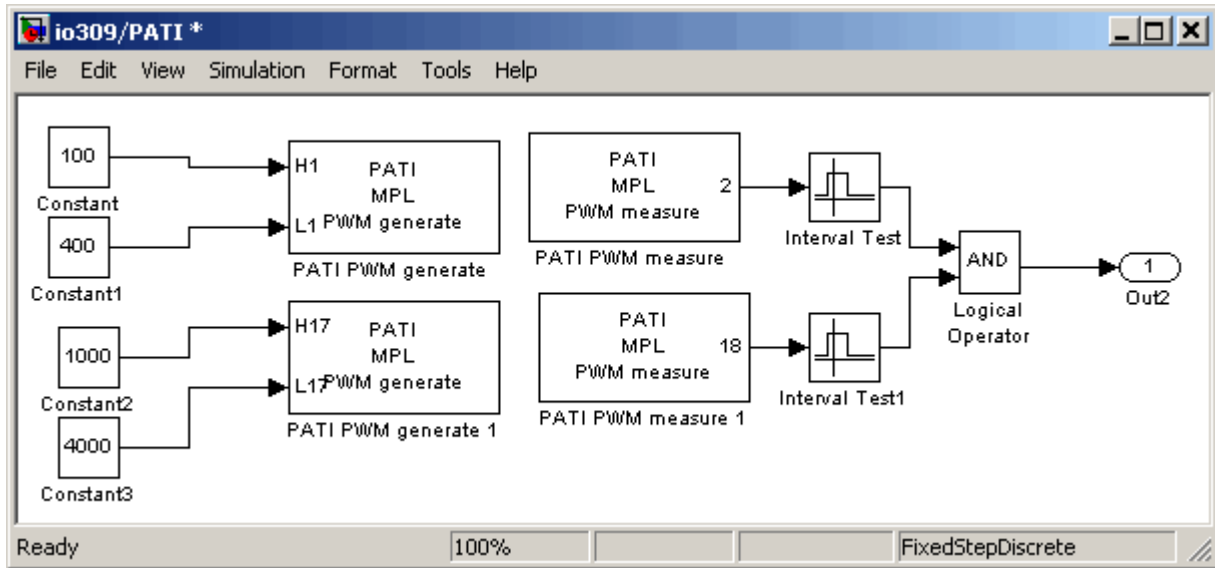 io309/PATI *
File Edit View Simulation Format Tools Help
100
Constant
400
Constant1
H1
L1
PATI
MPL
PWM generate
PATI PWM generate
PATI
MPL
PWM measure
2
PATI PWM measure
Interval Test
AND
Logical
Operator
1
Out2
1000
Constant2
4000
Constant3
H17
L17
PATI
MPL
PWM generate
PATI PWM generate 1
PATI
MPL
PWM measure
18
PATI PWM measure 1
Interval Test1
Ready 100% FixedStepDiscrete